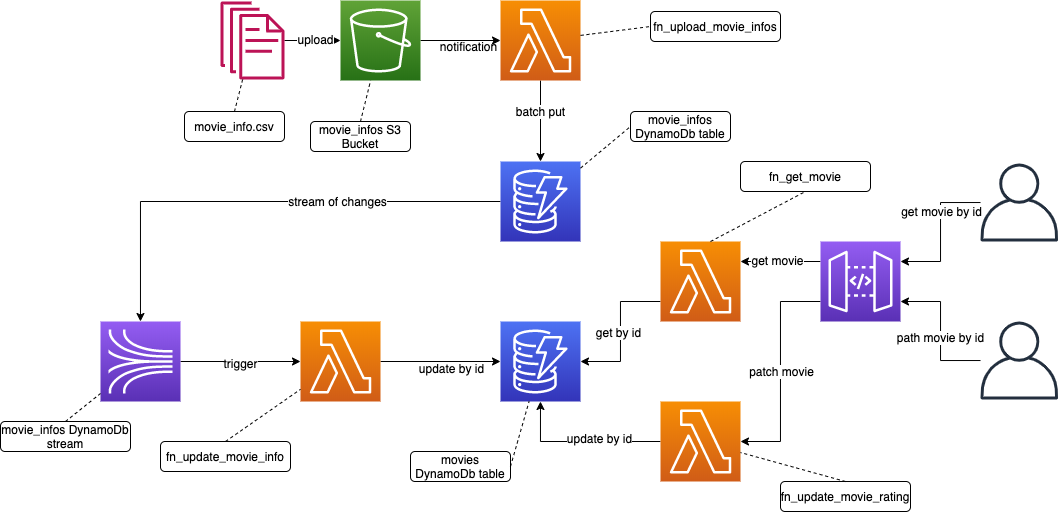 upload
notification
fn_upload_movie_infos
movie_info.csv
movie_infos S3
Bucket
batch put
movie_infos
DynamoDb table
fn_get_movie
stream of changes
get movie by id
get movie
get by id
path movie by id
trigger
update by id
patch movie
movie_infos DynamoDb
stream
fn_update_movie_info
movies
DynamoDb table
update by id
fn_update_movie_rating